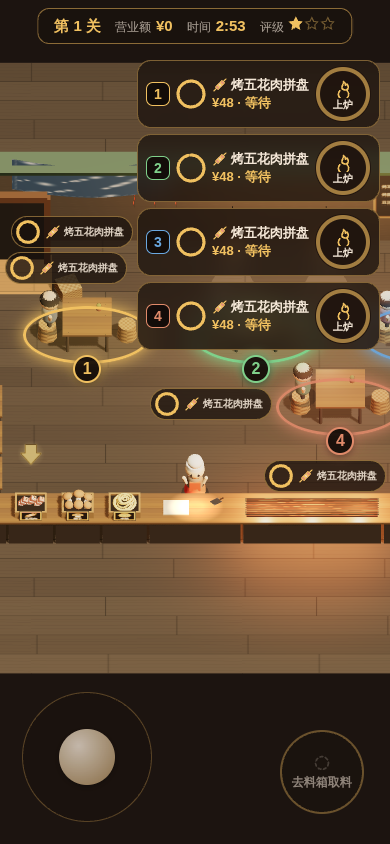 第 1 关 营业额 ¥0 时间 2:53 评级
1 烤五花肉拼盘 上炉
¥48 · 等待
2 烤五花肉拼盘 上炉
¥48 · 等待
3 烤五花肉拼盘 上炉
¥48 · 等待
4 烤五花肉拼盘 上炉
¥48 · 等待
烤五花肉拼盘
烤五花肉拼盘
1
2
烤五花肉拼盘
4
烤五花肉拼盘
去料箱取料